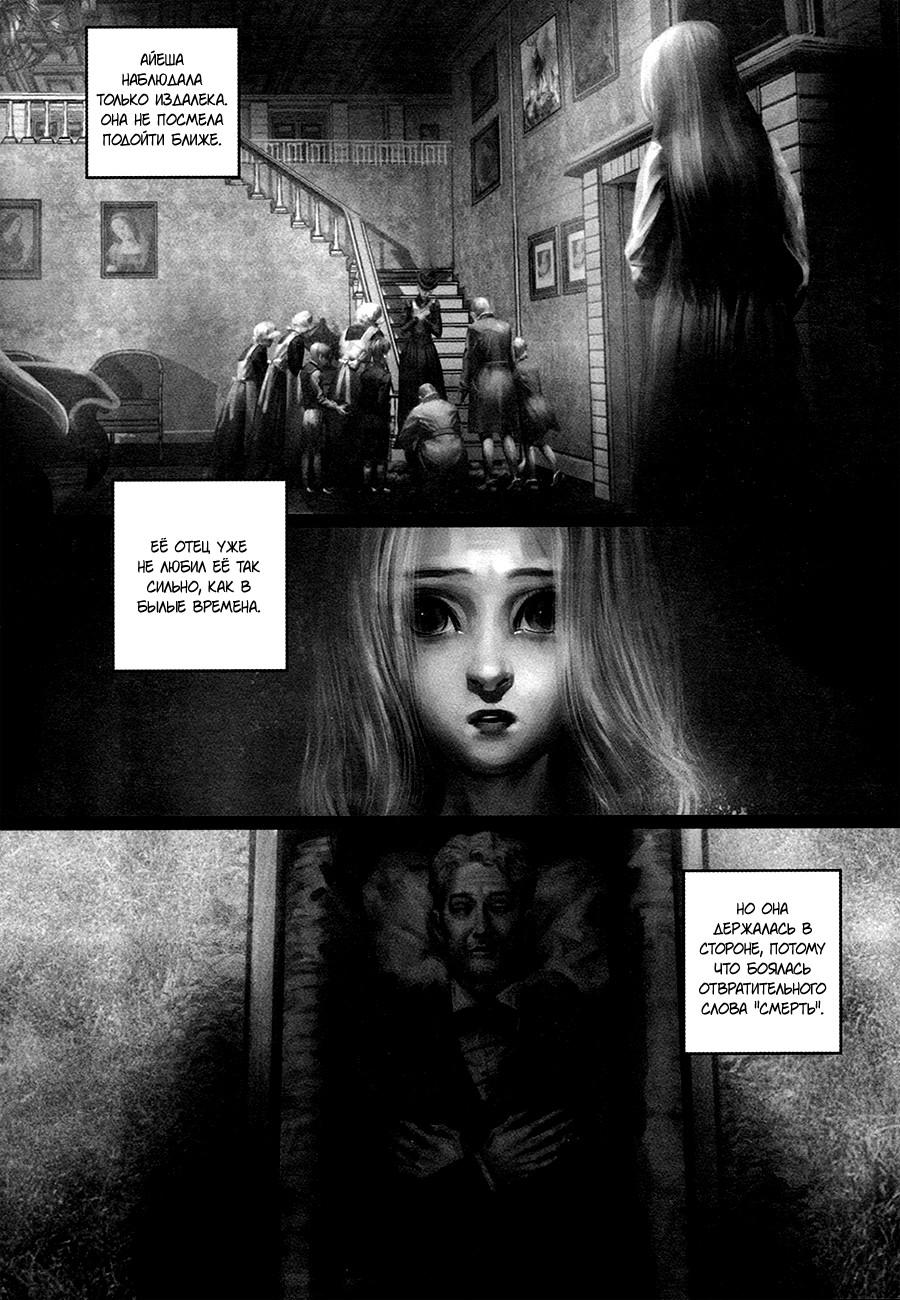 АЙЕША
НАБЛЮДАЛА
ТОЛЬКО ИЗДАЛЕКА.
ОНА НЕ ПОСМЕЛА
ПОДОЙТИ БЛИЖЕ.
ЕЁ ОТЕЦ УЖЕ
НЕ ЛЮБИЛ ЕЁ ТАК
СИЛЬНО, КАК В
БЫЛЫЕ ВРЕМЕНА.
НО ОНА
ДЕРЖАЛАСЬ В
СТОРОНЕ, ПОТОМУ
ЧТО БОЯЛАСЬ
ОТВРАТИТЕЛЬНОГО
СЛОВА "СМЕРТЬ".